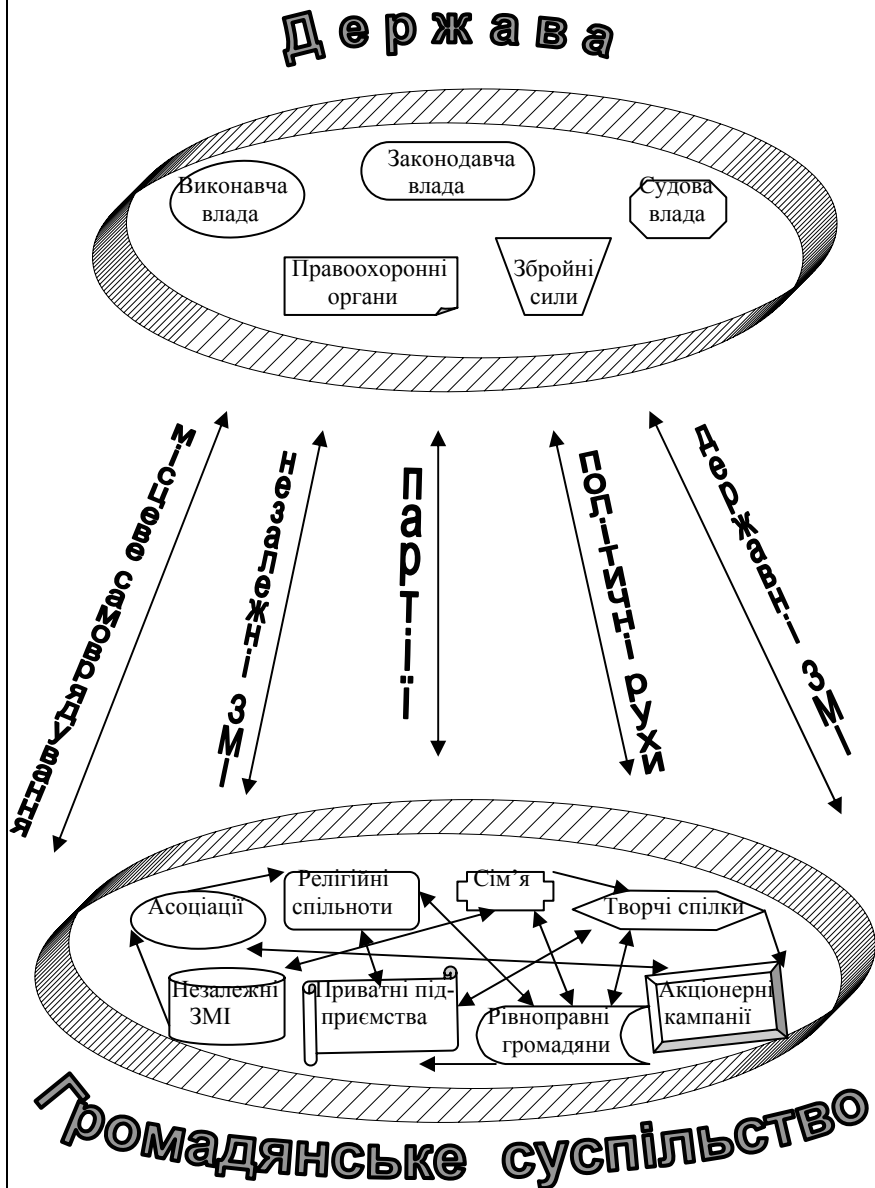 Держава
Законодавча
влада
Виконавча
влада
Судова
влада
Правоохоронні
органи
Збройні
сили
місцеве самоврядування
незалежні ЗМІ
партії
політичні рухи
державні ЗМІ
Релігійні
спільноти
Сім’я
Асоціації
Творчі спілки
Незалежні
ЗМІ
Приватні під-
приємства
Рівноправні
громадяни
Акціонерні
кампанії
Громадянське суспільство